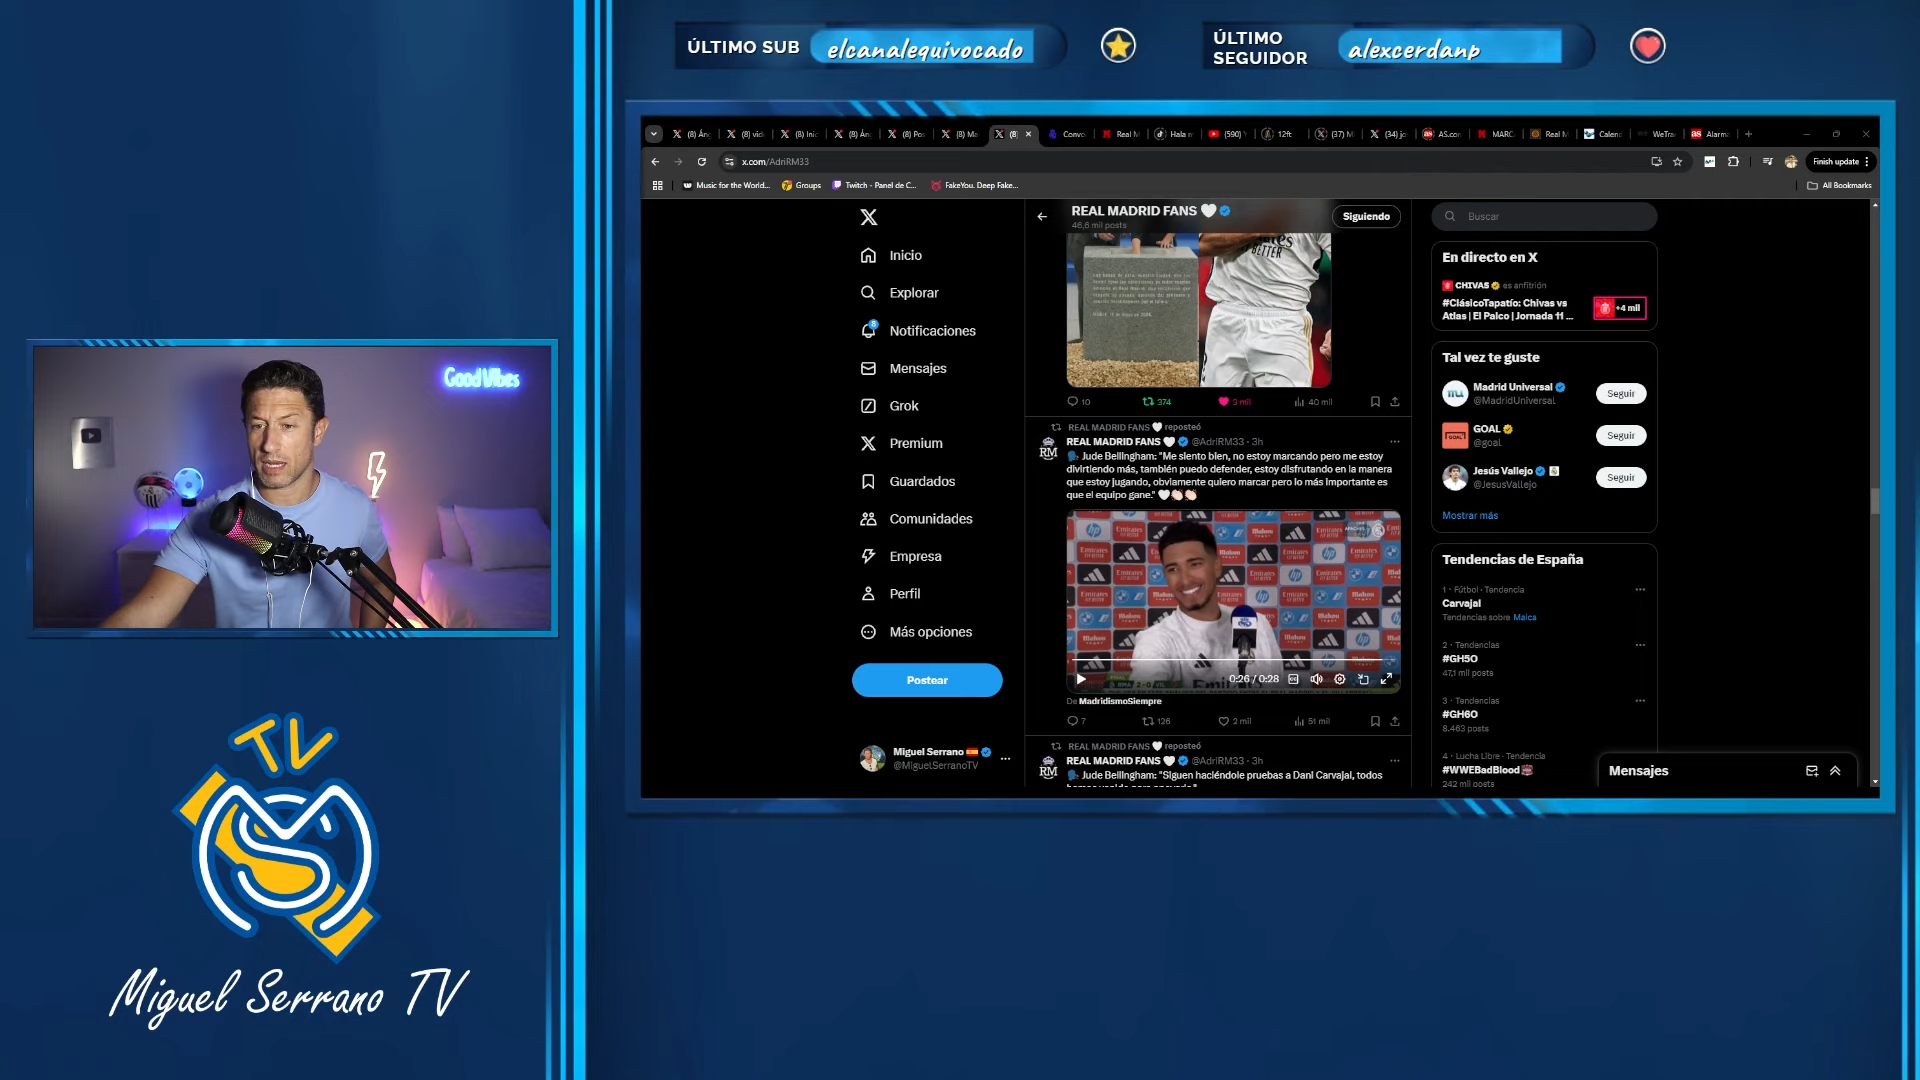 ÚLTIMO SUB
elcanalequivocado
ÚLTIMO
SEGUIDOR
alexcerdanp
x.com/AdriRM33
Finish update
Music for the World...
Groups
Twitch - Panel de C...
FakeYou. Deep Fake...
All Bookmarks
Inicio
Explorar
Notificaciones
Mensajes
Grok
Premium
Guardados
Comunidades
Empresa
Perfil
Más opciones
Postear
Miguel Serrano 🇪🇸
@MiguelSerranoTV
REAL MADRID FANS 🤍
46,6 mil posts
Siguiendo
10 374 3 mil 40 mil
REAL MADRID FANS 🤍 reposteó
REAL MADRID FANS 🤍 @AdriRM33 · 3h
🗣️ Jude Bellingham: "Me siento bien, no estoy marcando pero me estoy
divirtiendo más, también puedo defender, estoy disfrutando en la manera
que estoy jugando, obviamente quiero marcar pero lo más importante es
que el equipo gane." 🤍👏🏻👏🏻
0:26 / 0:28
De MadridismoSiempre
7 126 2 mil 51 mil
REAL MADRID FANS 🤍 reposteó
REAL MADRID FANS 🤍 @AdriRM33 · 3h
🗣️ Jude Bellingham: "Siguen haciéndole pruebas a Dani Carvajal, todos
Buscar
En directo en X
CHIVAS es anfitrión
#ClásicoTapatío: Chivas vs
Atlas | El Palco | Jornada 11 ...
+4 mil
Tal vez te guste
Madrid Universal
@MadridUniversal
Seguir
GOAL
@goal
Seguir
Jesús Vallejo
@JesusVallejo
Seguir
Mostrar más
Tendencias de España
1 · Fútbol · Tendencia
Carvajal
Tendencias sobre Maica
2 · Tendencias
#GH5O
47,1 mil posts
3 · Tendencias
#GH6O
8.463 posts
4 · Lucha Libre · Tendencia
#WWEBadBlood
242 mil posts
Mensajes
Good Vibes
TV
Miguel Serrano TV